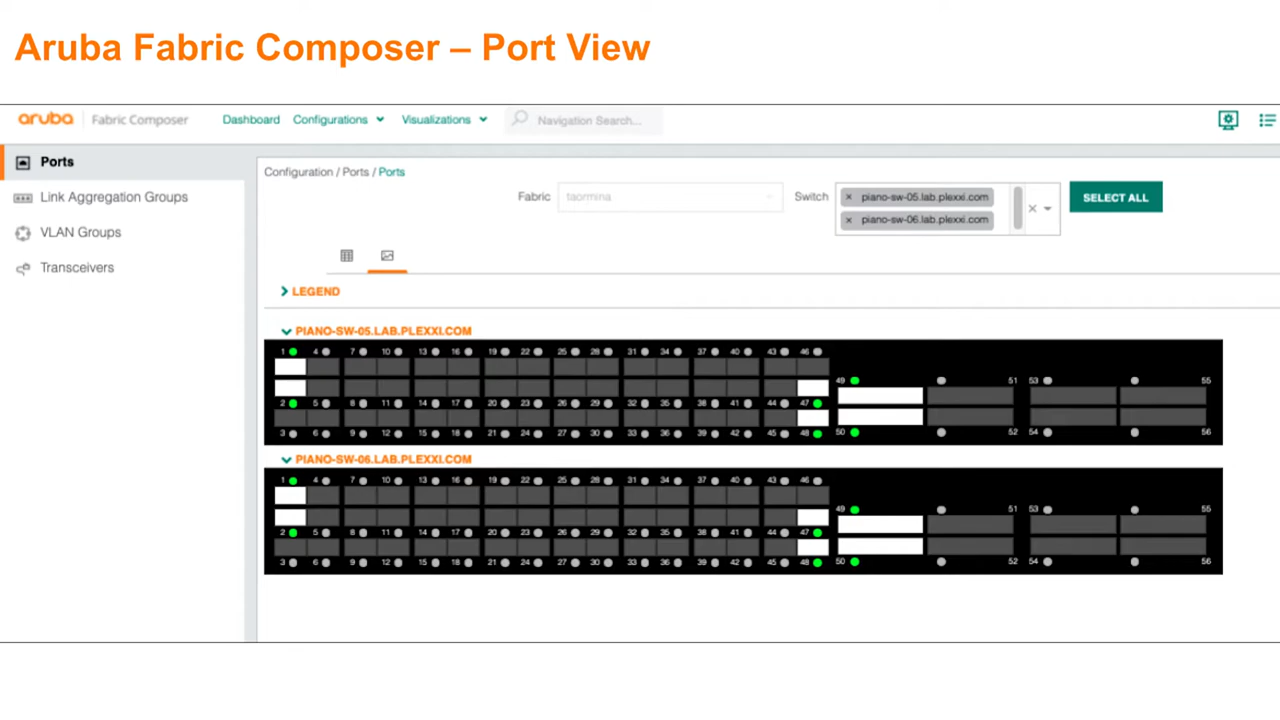 Aruba Fabric Composer – Port View
aruba Fabric Composer Dashboard Configurations Visualizations Navigation Search...
Ports
Link Aggregation Groups
VLAN Groups
Transceivers
Configuration / Ports / Ports
Fabric taormina Switch × piano-sw-05.lab.plexxi.com × SELECT ALL
× piano-sw-06.lab.plexxi.com
LEGEND
PIANO-SW-05.LAB.PLEXXI.COM
1 4 7 10 13 16 19 22 25 28 31 34 37 40 43 46
49 51 53 55
2 5 8 11 14 17 20 23 26 29 32 35 38 41 44 47
3 6 9 12 15 18 21 24 27 30 33 36 39 42 45 48 50 52 54 56
PIANO-SW-06.LAB.PLEXXI.COM
1 4 7 10 13 16 19 22 25 28 31 34 37 40 43 46
49 51 53 55
2 5 8 11 14 17 20 23 26 29 32 35 38 41 44 47
3 6 9 12 15 18 21 24 27 30 33 36 39 42 45 48 50 52 54 56